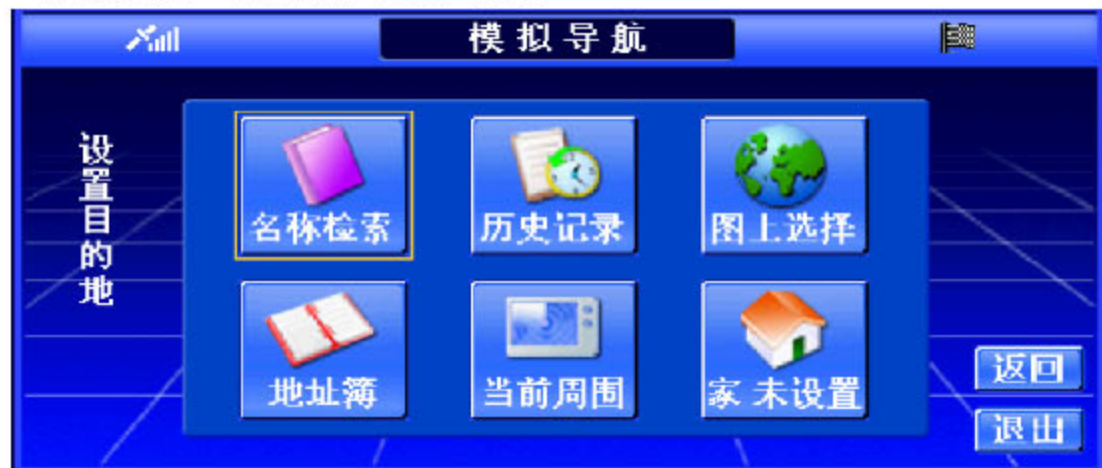 模拟导航
设置目的地
名称检索
历史记录
图上选择
地址簿
当前周围
家 未设置
返回
退出